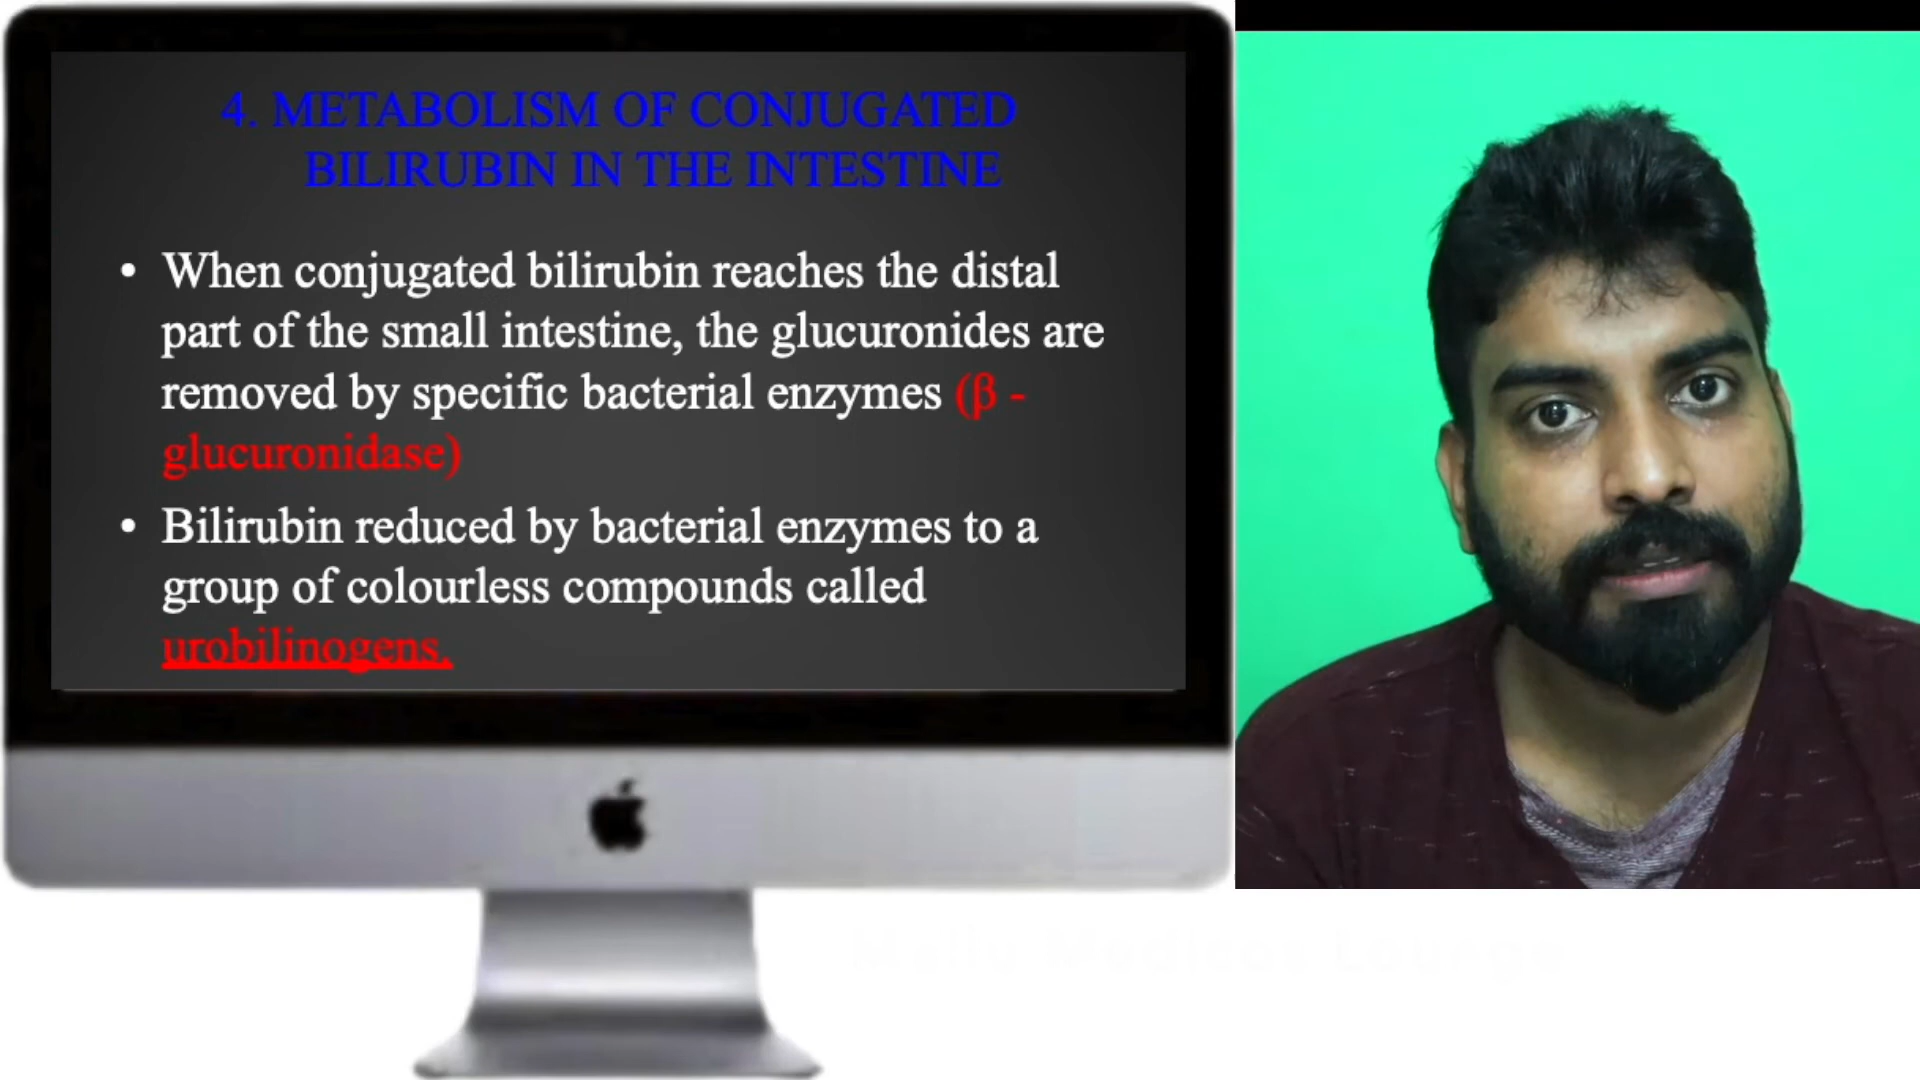 4. METABOLISM OF CONJUGATED
BILIRUBIN IN THE INTESTINE
• When conjugated bilirubin reaches the distal
part of the small intestine, the glucuronides are
removed by specific bacterial enzymes (β -
glucuronidase)
• Bilirubin reduced by bacterial enzymes to a
group of colourless compounds called
urobilinogens.